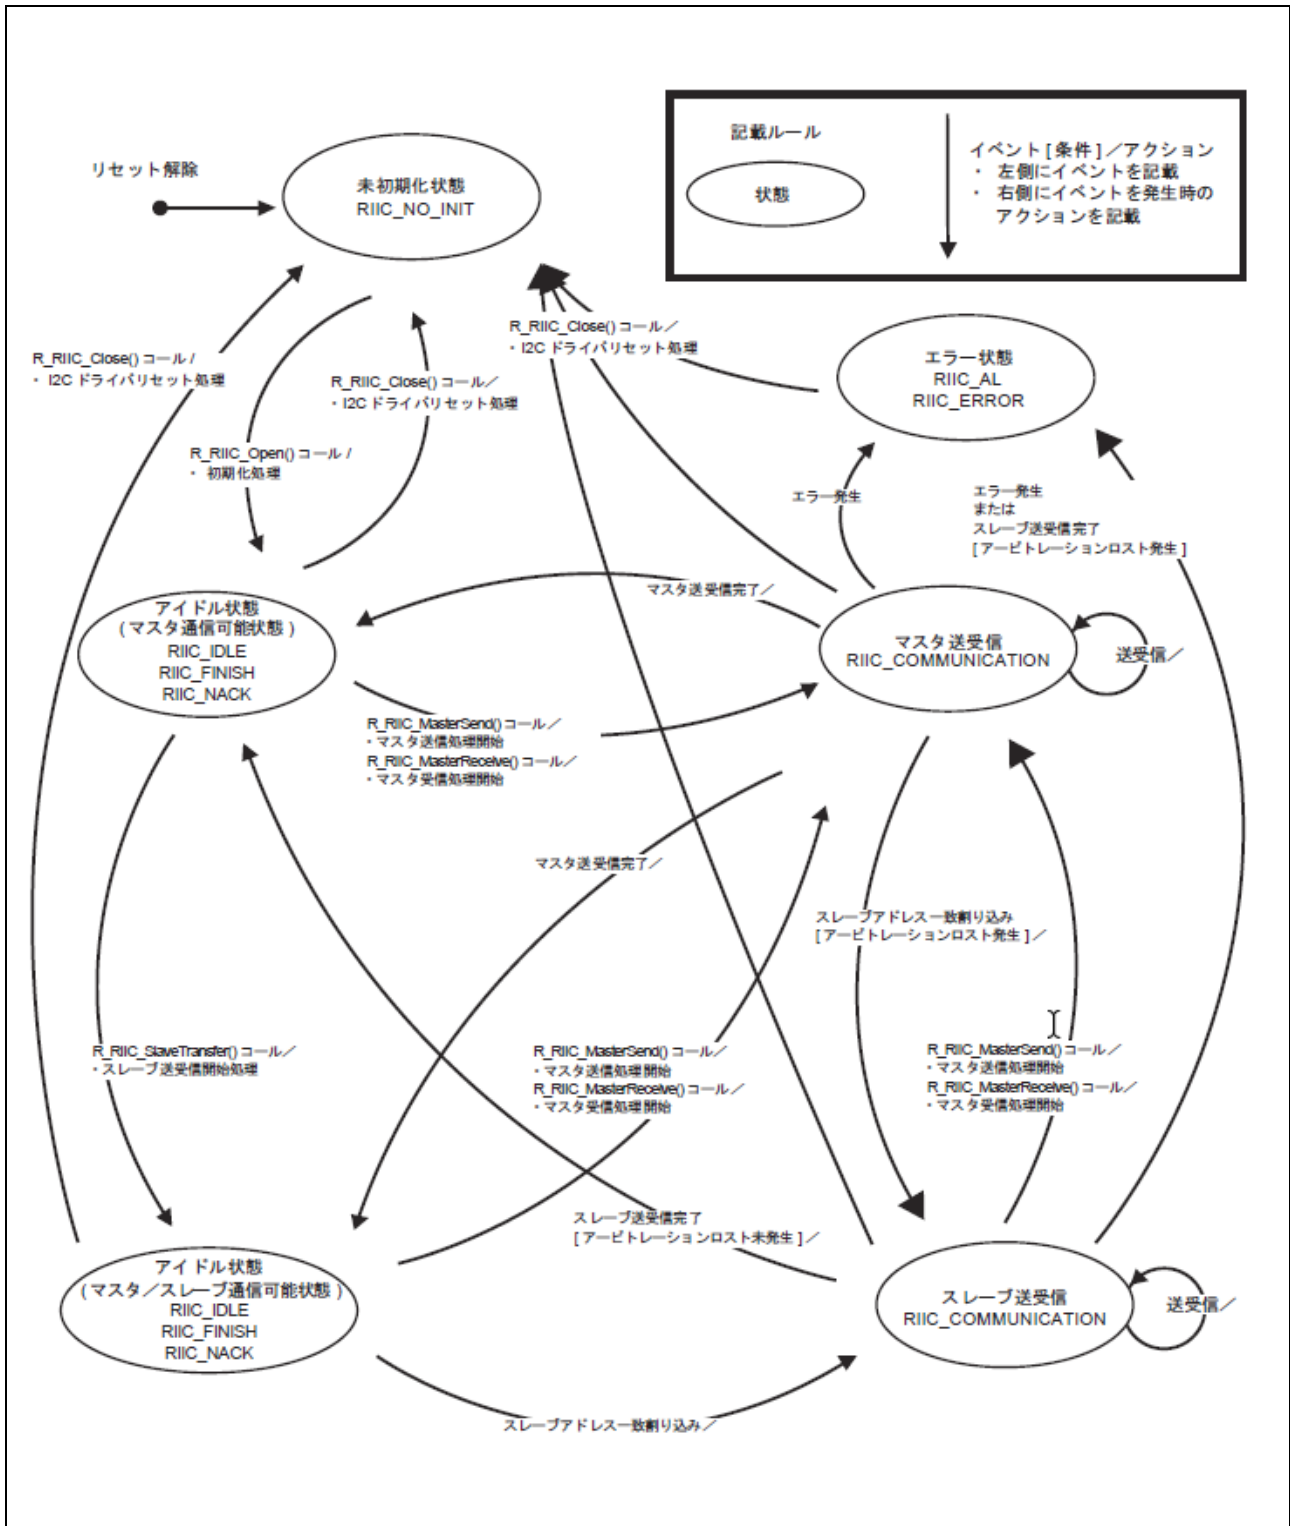 記載ルール
状態
イベント [ 条件 ] ／アクション
・ 左側にイベントを記載
・ 右側にイベントを発生時の
アクションを記載
リセット解除
未初期化状態
RIIC_NO_INIT
R_RIIC_Close() コール /
・ I2C ドライバリセット処理
R_RIIC_Close() コール／
・ I2C ドライバリセット処理
R_RIIC_Close() コール／
・ I2C ドライバリセット処理
R_RIIC_Open() コール /
・ 初期化処理
エラー状態
RIIC_AL
RIIC_ERROR
エラー発生
エラー発生
または
スレーブ送受信完了
[ アービトレーションロスト発生 ]
マスタ送受信完了／
アイドル状態
( マスタ通信可能状態 )
RIIC_IDLE
RIIC_FINISH
RIIC_NACK
マスタ送受信
RIIC_COMMUNICATION
送受信／
R_RIIC_MasterSend() コール／
・マスタ送信処理開始
R_RIIC_MasterReceive() コール／
・マスタ受信処理開始
マスタ送受信完了／
スレーブアドレス一致割り込み
[ アービトレーションロスト発生 ] ／
R_RIIC_SlaveTransfer() コール／
・スレーブ送受信開始処理
R_RIIC_MasterSend() コール／
・マスタ送信処理開始
R_RIIC_MasterReceive() コール／
・マスタ受信処理開始
R_RIIC_MasterSend() コール／
・マスタ送信処理開始
R_RIIC_MasterReceive() コール／
・マスタ受信処理開始
スレーブ送受信完了
[ アービトレーションロスト未発生 ] ／
アイドル状態
( マスタ／スレーブ通信可能状態 )
RIIC_IDLE
RIIC_FINISH
RIIC_NACK
スレーブ送受信
RIIC_COMMUNICATION
送受信／
スレーブアドレス一致割り込み／